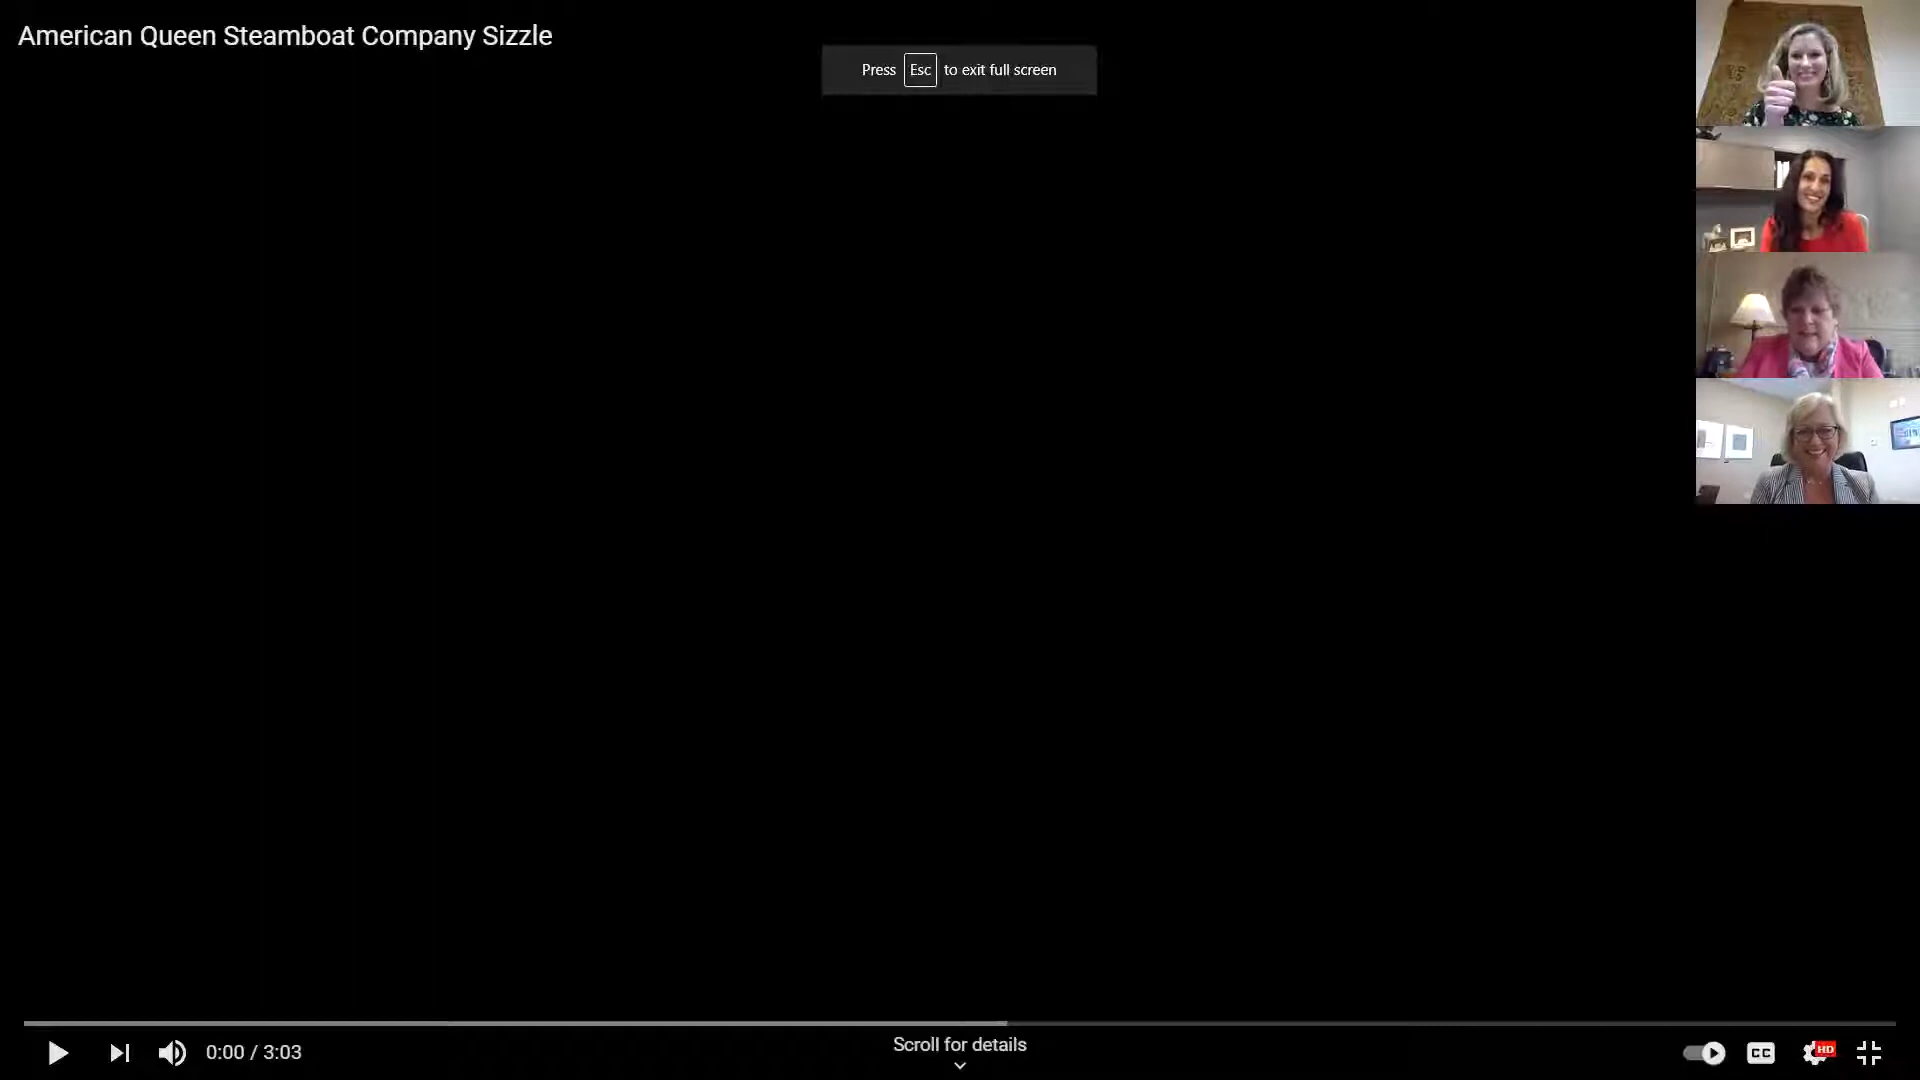 American Queen Steamboat Company Sizzle
Press Esc to exit full screen
0:00 / 3:03
Scroll for details
CC
HD